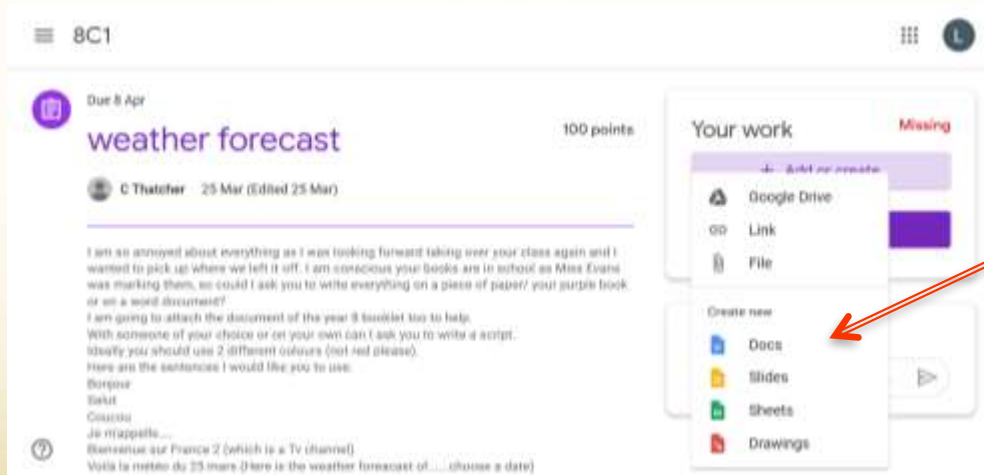 8C1
L
Due 8 Apr
weather forecast
100 points
C Thatcher 25 Mar (Edited 25 Mar)
I am so annoyed about everything as I was looking forward taking over your class again and I
wanted to pick up where we left it off. I am conscious your books are in school as Miss Evans
was marking them, so could I ask you to write everything on a piece of paper/ your purple book
or on a word document?
I am going to attach the document of the year 8 booklet too to help.
With someone of your choice or on your own can I ask you to write a script.
Ideally you should use 2 different colours (not red please).
Here are the sentences I would like you to use:
Bonjour
Salut
Coucou
Je m'appelle....
Bienvenue sur France 2 (which is a Tv channel)
Voilà la météo du 25 mars (Here is the weather forecast of..... choose a date)
Your work
Missing
+ Add or create
Google Drive
Link
File
Create new
Docs
Slides
Sheets
Drawings